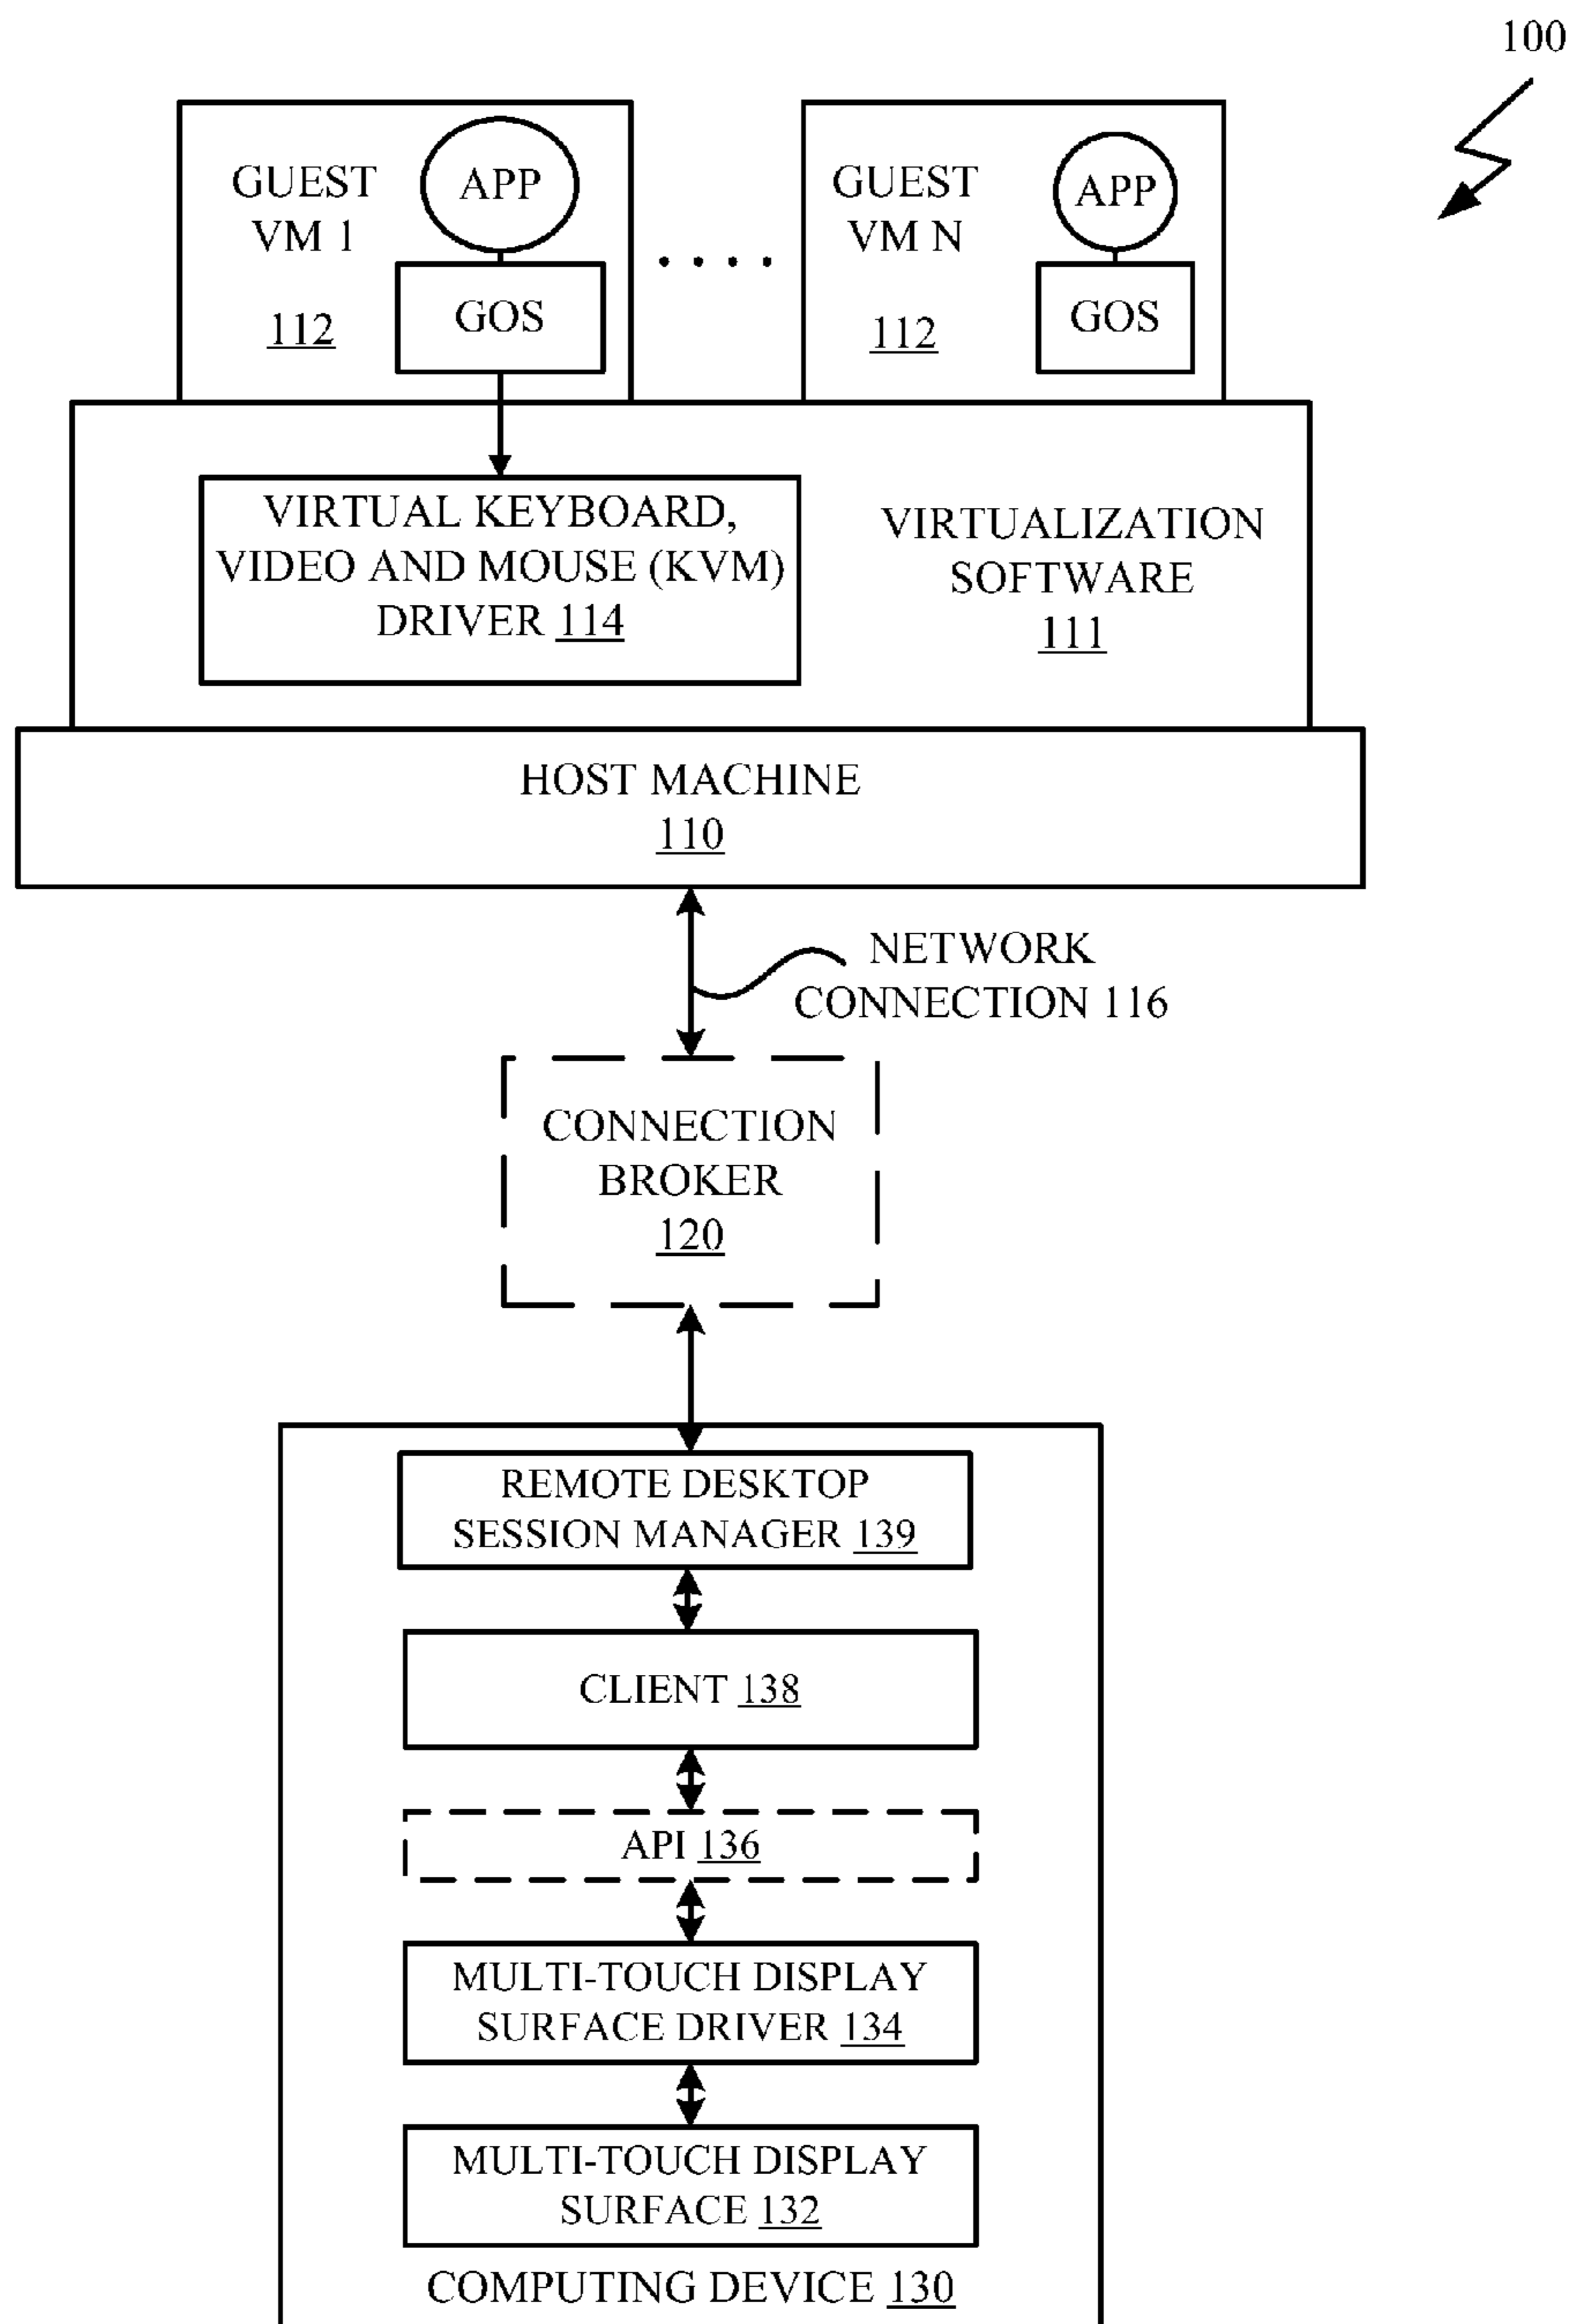 100
GUEST
VM 1
112
APP
GOS
. . . .
GUEST
VM N
112
APP
GOS
VIRTUAL KEYBOARD,
VIDEO AND MOUSE (KVM)
DRIVER 114
VIRTUALIZATION
SOFTWARE
111
HOST MACHINE
110
NETWORK
CONNECTION 116
CONNECTION
BROKER
120
REMOTE DESKTOP
SESSION MANAGER 139
CLIENT 138
API 136
MULTI-TOUCH DISPLAY
SURFACE DRIVER 134
MULTI-TOUCH DISPLAY
SURFACE 132
COMPUTING DEVICE 130